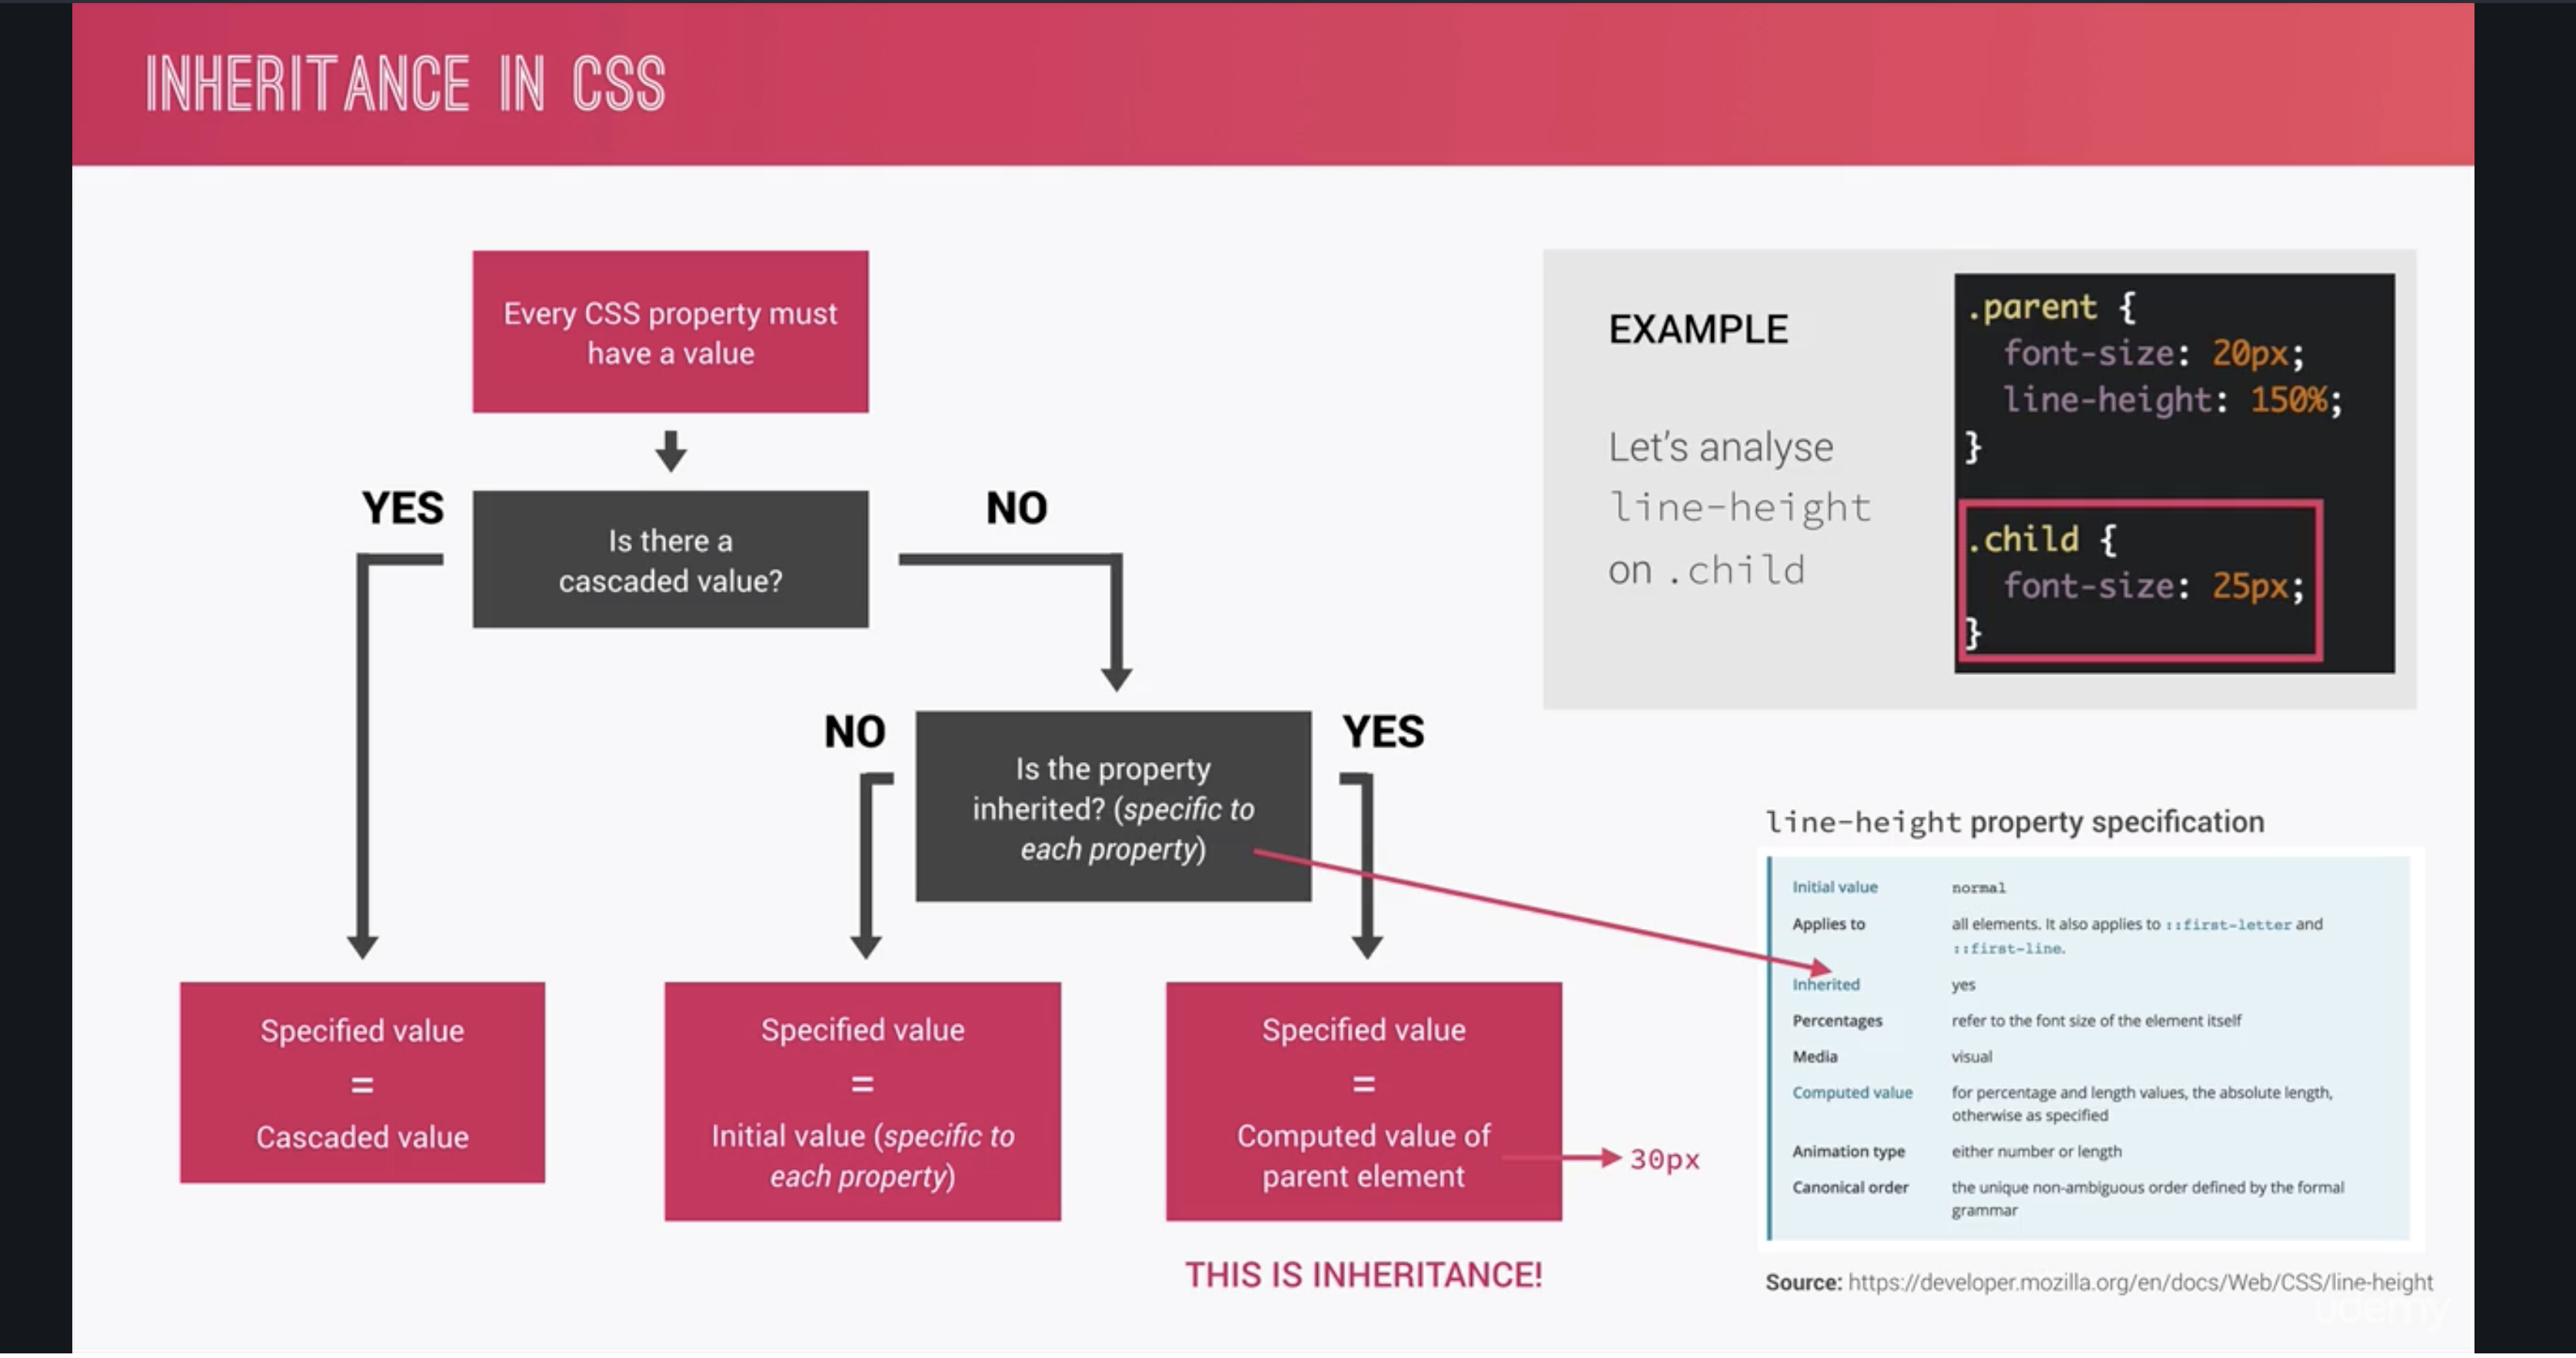 INHERITANCE IN CSS
Every CSS property must
have a value
YES
Is there a
cascaded value?
NO
NO
Is the property
inherited? (specific to
each property)
YES
Specified value
=
Cascaded value
Specified value
=
Initial value (specific to
each property)
Specified value
=
Computed value of
parent element
30px
THIS IS INHERITANCE!
EXAMPLE
Let's analyse
line-height
on .child
.parent {
font-size: 20px;
line-height: 150%;
}
.child {
font-size: 25px;
}
line-height property specification
Initial value normal
Applies to all elements. It also applies to ::first-letter and
::first-line.
Inherited yes
Percentages refer to the font size of the element itself
Media visual
Computed value for percentage and length values, the absolute length,
otherwise as specified
Animation type either number or length
Canonical order the unique non-ambiguous order defined by the formal
grammar
Source: https://developer.mozilla.org/en/docs/Web/CSS/line-height
udemy